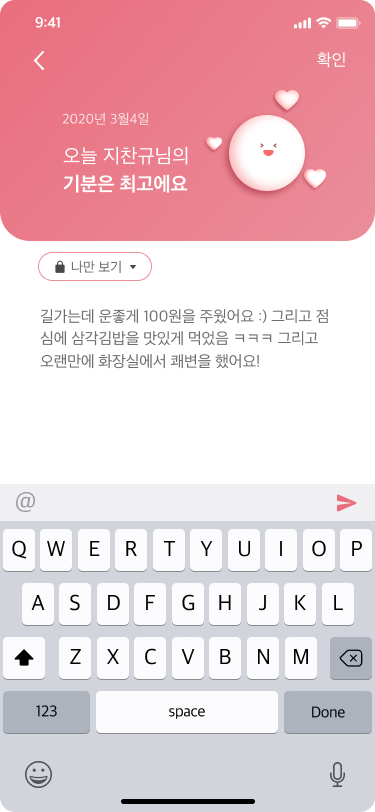 9:41
확인
2020년 3월4일
오늘 지찬규님의
기분은 최고에요
나만 보기
길가는데 운좋게 100원을 주웠어요 :) 그리고 점
심에 삼각김밥을 맛있게 먹었음 ㅋㅋㅋ 그리고
오랜만에 화장실에서 쾌변을 했어요!
@
Q W E R T Y U I O P
A S D F G H J K L
Z X C V B N M
123 space Done